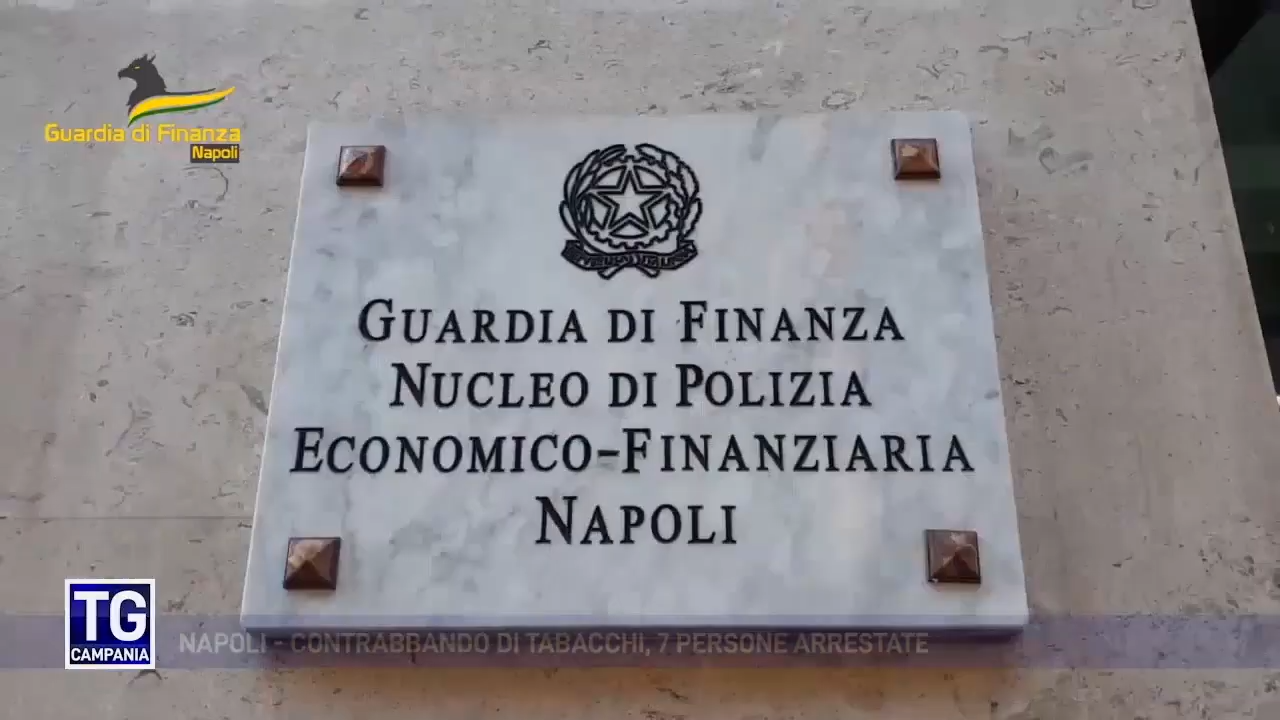 Guardia di Finanza
Napoli
GUARDIA DI FINANZA
NUCLEO DI POLIZIA
ECONOMICO-FINANZIARIA
NAPOLI
TG
CAMPANIA
NAPOLI - CONTRABBANDO DI TABACCHI, 7 PERSONE ARRESTATE